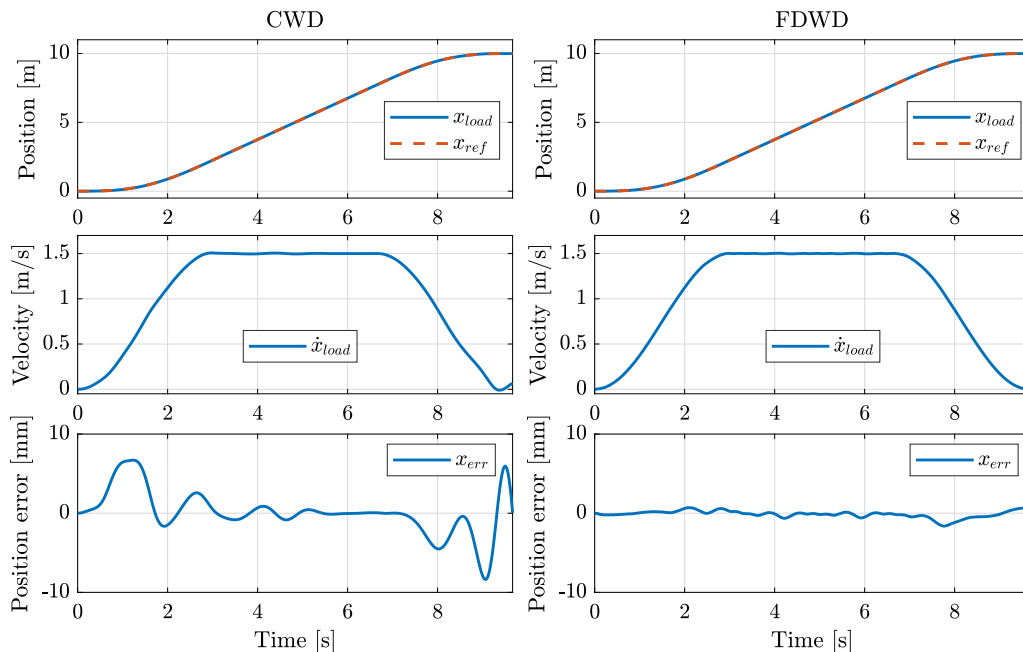 CWD
FDWD
Position [m]
10
5
0
x_load
x_ref
0 2 4 6 8
Position [m]
10
5
0
x_load
x_ref
0 2 4 6 8
Velocity [m/s]
1.5
1
0.5
0
ẋ_load
0 2 4 6 8
Velocity [m/s]
1.5
1
0.5
0
ẋ_load
0 2 4 6 8
Position error [mm]
10
0
-10
x_err
0 2 4 6 8
Time [s]
Position error [mm]
10
0
-10
x_err
0 2 4 6 8
Time [s]